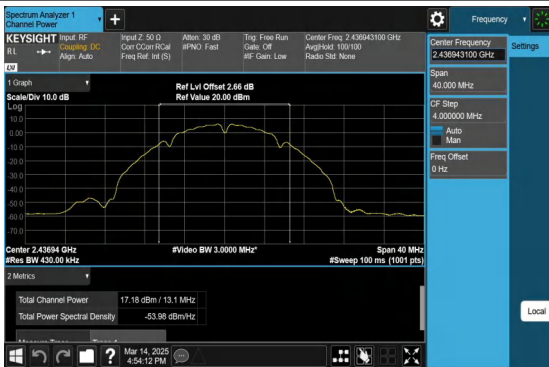 Spectrum Analyzer 1
Channel Power
Frequency
KEYSIGHT
RL
LXI
Input: RF
Coupling: DC
Align: Auto
Input Z: 50 Ω
Corr CCorr RCal
Freq Ref: Int (S)
Atten: 30 dB
#PNO: Fast
Trig: Free Run
Gate: Off
#IF Gain: Low
Center Freq: 2.436943100 GHz
Avg|Hold: 100/100
Radio Std: None
Center Frequency
2.436943100 GHz
Settings
Span
40.000 MHz
CF Step
4.000000 MHz
Auto
Man
Freq Offset
0 Hz
Local
1 Graph
Scale/Div 10.0 dB
Ref Lvl Offset 2.66 dB
Ref Value 20.00 dBm
Log
10.0
0.00
-10.0
-20.0
-30.0
-40.0
-50.0
-60.0
-70.0
Center 2.43694 GHz
#Res BW 430.00 kHz
#Video BW 3.0000 MHz*
Span 40 MHz
#Sweep 100 ms (1001 pts)
2 Metrics
Total Channel Power 17.18 dBm / 13.1 MHz
Total Power Spectral Density -53.98 dBm/Hz
?
Mar 14, 2025
4:54:12 PM